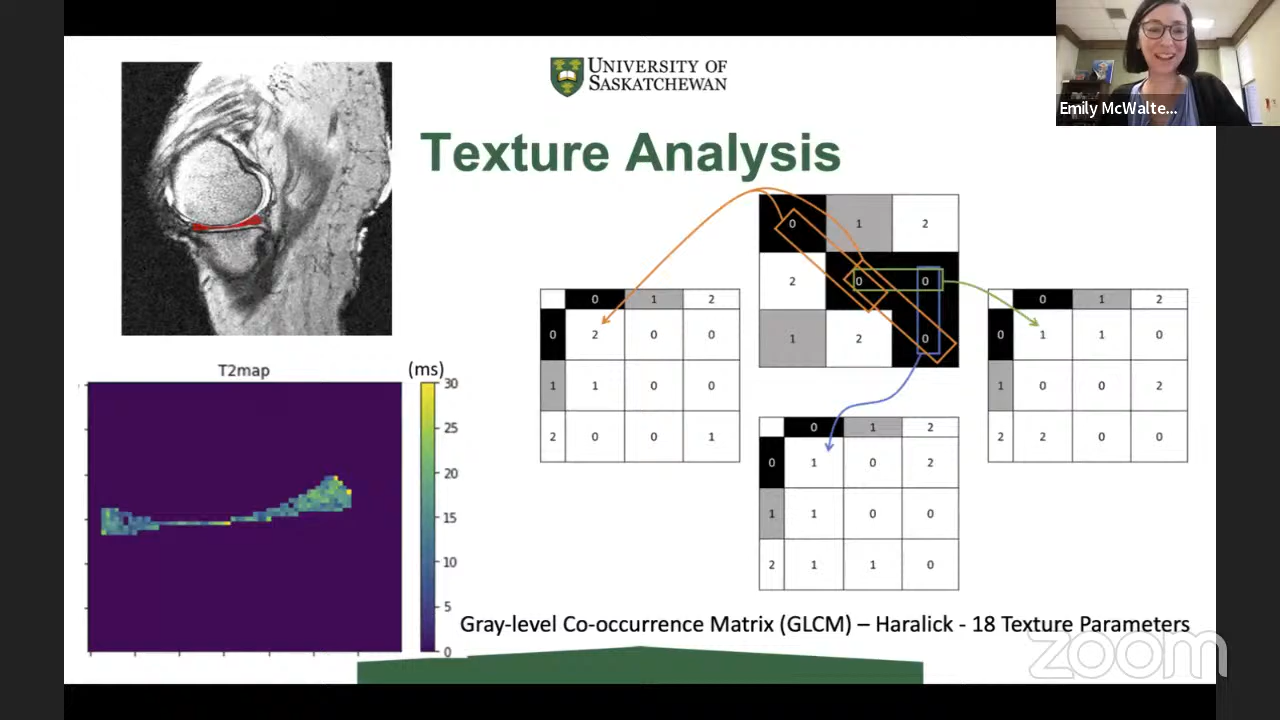 UNIVERSITY OF
SASKATCHEWAN
Emily McWalte...
Texture Analysis
0 1 2
2 0 0
1 2 0
0 1 2
0 2 0 0
1 1 0 0
2 0 0 1
0 1 2
0 1 1 0
1 0 0 2
2 2 0 0
0 1 2
0 1 0 2
1 1 0 0
2 1 1 0
T2map
(ms)
30
25
20
15
10
5
0
Gray-level Co-occurrence Matrix (GLCM) – Haralick - 18 Texture Parameters
zoom